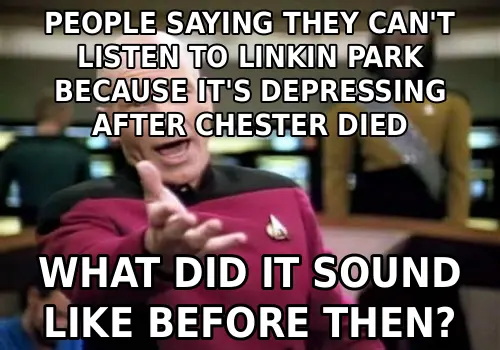 PEOPLE SAYING THEY CAN'T
LISTEN TO LINKIN PARK
BECAUSE IT'S DEPRESSING
AFTER CHESTER DIED
WHAT DID IT SOUND
LIKE BEFORE THEN?